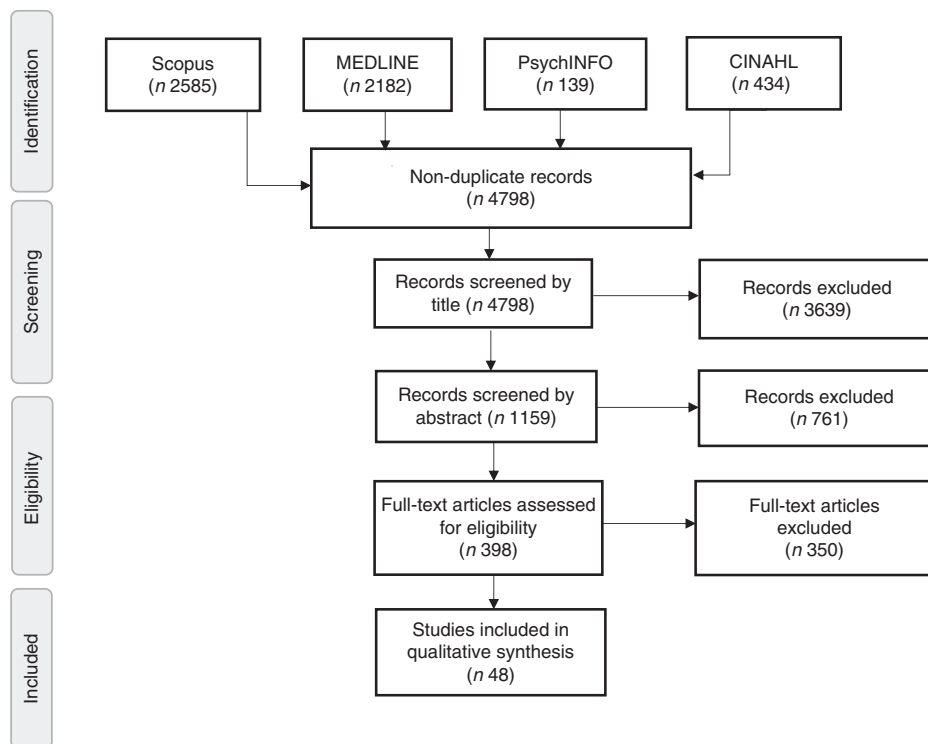 Identification
Scopus
(n 2585)
MEDLINE
(n 2182)
PsychINFO
(n 139)
CINAHL
(n 434)
Non-duplicate records
(n 4798)
Screening
Records screened by
title (n 4798)
Records excluded
(n 3639)
Records screened by
abstract (n 1159)
Records excluded
(n 761)
Eligibility
Full-text articles assessed
for eligibility
(n 398)
Full-text articles
excluded
(n 350)
Included
Studies included in
qualitative synthesis
(n 48)